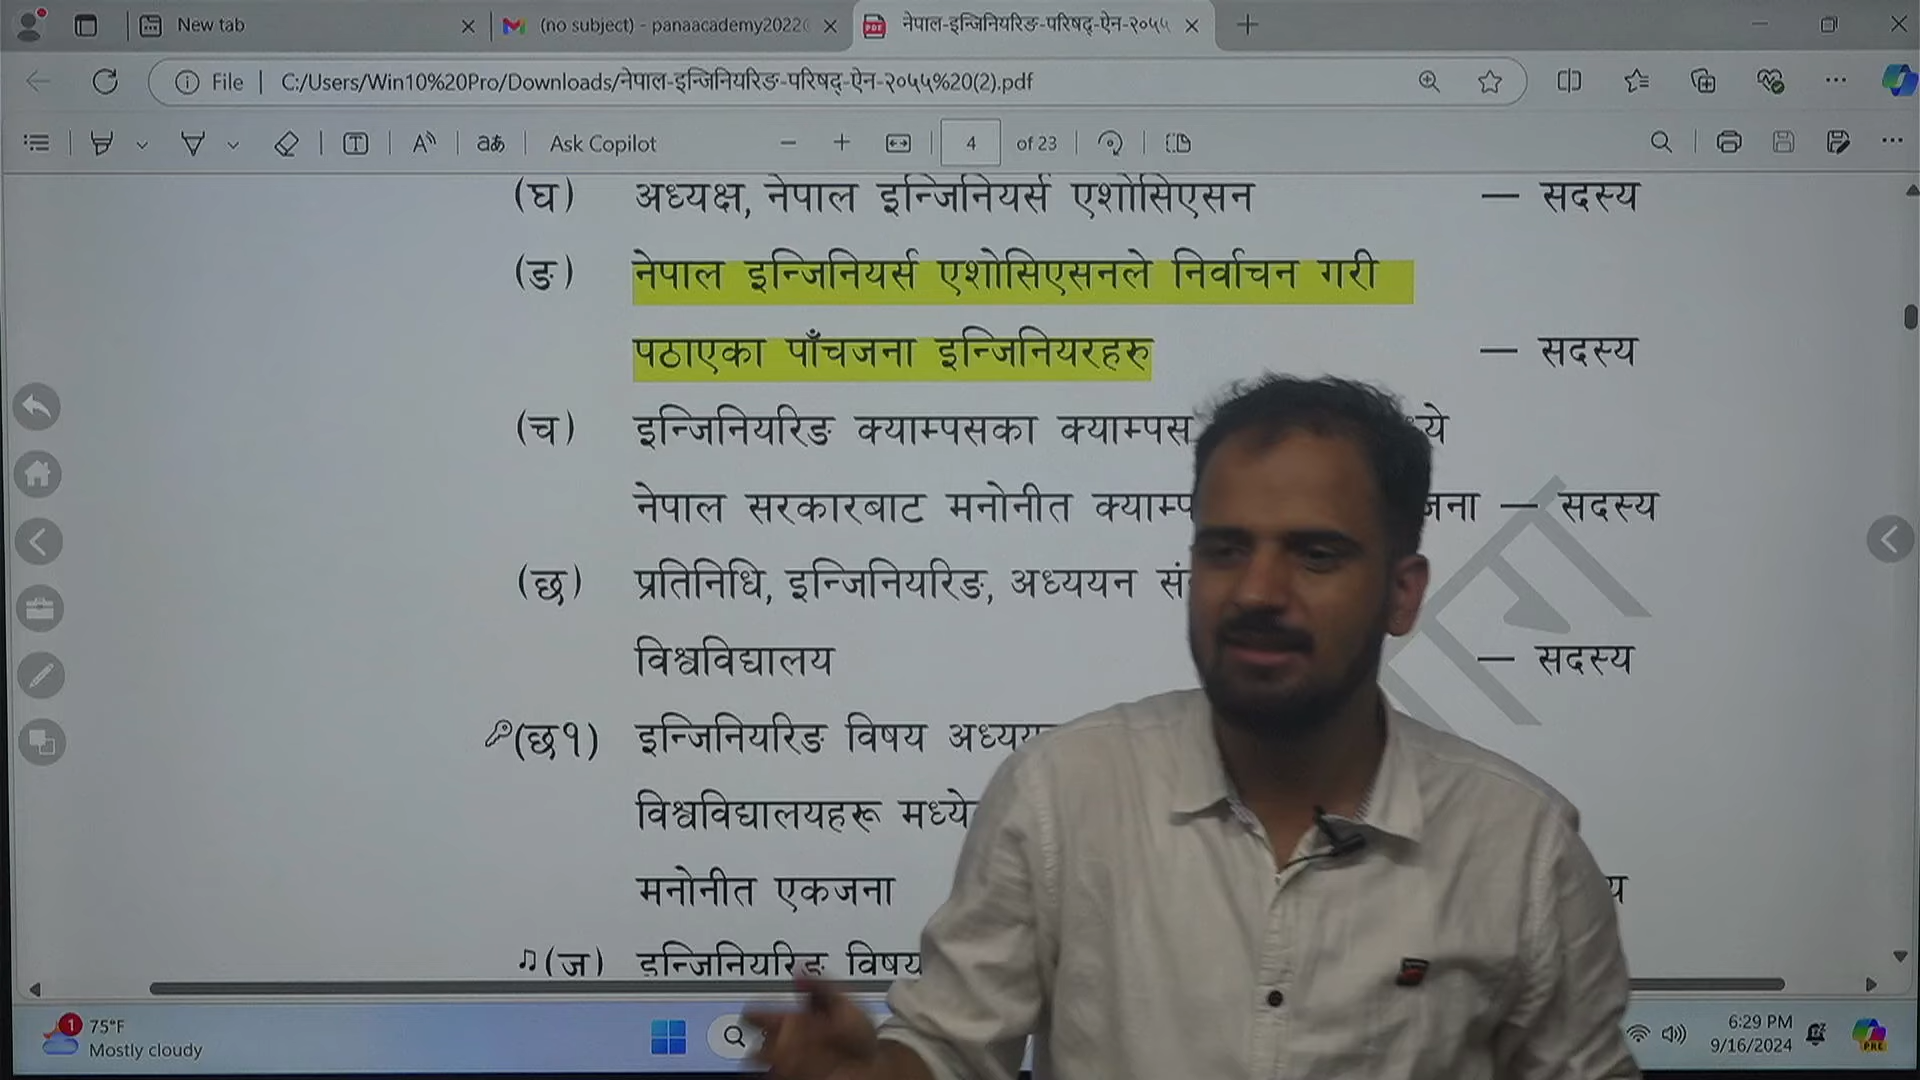 New tab
(no subject) - panaacademy2022
नेपाल-इन्जिनियरिङ-परिषद्-ऐन-२०५५
File
C:/Users/Win10%20Pro/Downloads/नेपाल-इन्जिनियरिङ-परिषद्-ऐन-२०५५%20(2).pdf
Ask Copilot
4 of 23
(घ) अध्यक्ष, नेपाल इन्जिनियर्स एशोसिएसन — सदस्य
(ङ) नेपाल इन्जिनियर्स एशोसिएसनले निर्वाचन गरी
पठाएका पाँचजना इन्जिनियरहरु — सदस्य
(च) इन्जिनियरिङ क्याम्पसका क्याम्पस
नेपाल सरकारबाट मनोनीत — सदस्य
(छ) प्रतिनिधि, इन्जिनियरिङ, अध्ययन
विश्वविद्यालय — सदस्य
(छ१) इन्जिनियरिङ विषय
विश्वविद्यालयहरू मध्ये
मनोनीत एकजना
(ज) इन्जिनियरिङ विषय
1
75°F
Mostly cloudy
6:29 PM
9/16/2024
PRE